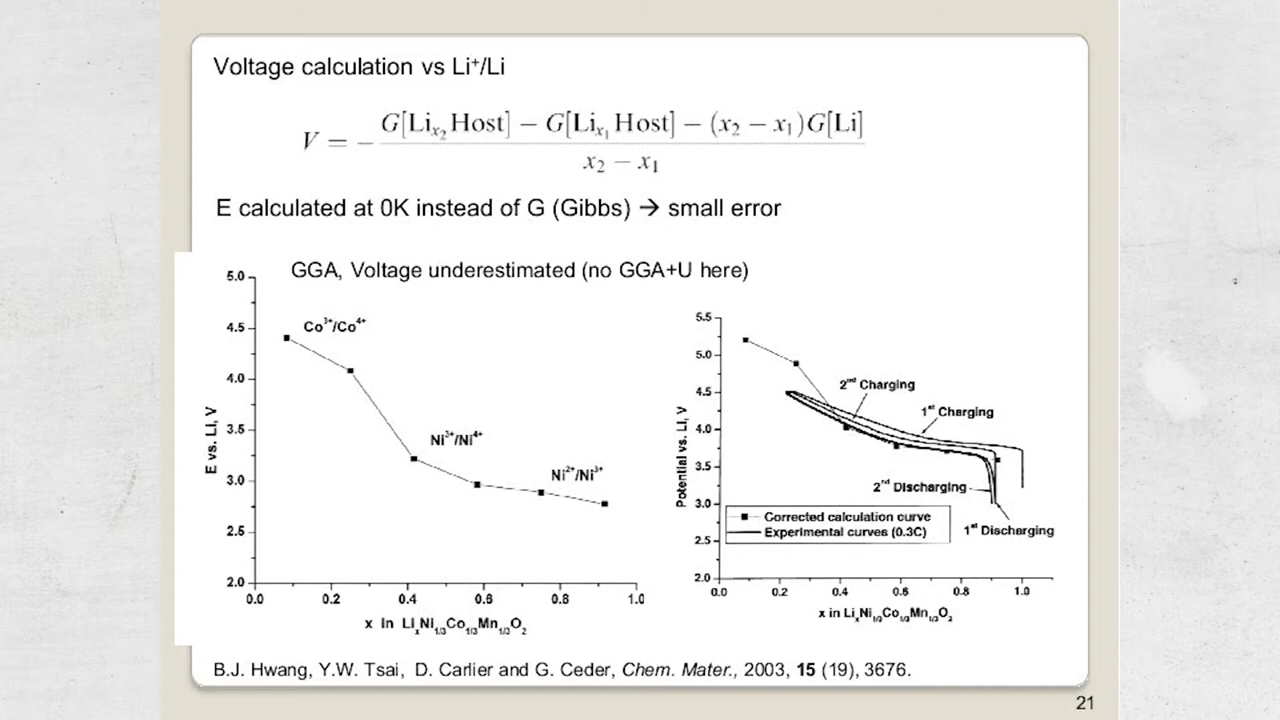 Voltage calculation vs Li⁺/Li
V = − (G[Liₓ₂Host] − G[Liₓ₁Host] − (x₂ − x₁)G[Li]) / (x₂ − x₁)
E calculated at 0K instead of G (Gibbs) → small error
GGA, Voltage underestimated (no GGA+U here)
5.0
4.5
4.0
3.5
3.0
2.5
2.0
E vs. Li, V
Co³⁺/Co⁴⁺
Ni³⁺/Ni⁴⁺
Ni²⁺/Ni³⁺
0.0 0.2 0.4 0.6 0.8 1.0
x in LiₓNi₁/₃Co₁/₃Mn₁/₃O₂
5.5
5.0
4.5
4.0
3.5
3.0
2.5
2.0
Potential vs. Li, V
2ⁿᵈ Charging
1ˢᵗ Charging
2ⁿᵈ Discharging
1ˢᵗ Discharging
Corrected calculation curve
Experimental curves (0.3C)
0.0 0.2 0.4 0.6 0.8 1.0
x in LiₓNi₁/₃Co₁/₃Mn₁/₃O₂
B.J. Hwang, Y.W. Tsai, D. Carlier and G. Ceder, Chem. Mater., 2003, 15 (19), 3676.
21